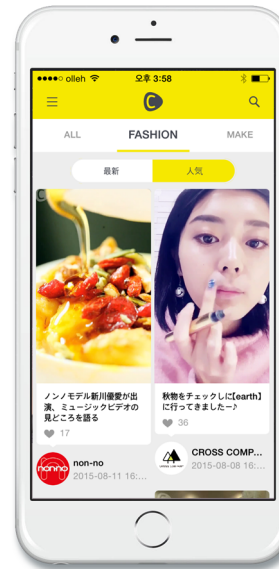 olleh 오후 3:58
ALL FASHION MAKE
最新 人気
ノンノモデル新川優愛が出
演、ミュージックビデオの
見どころを語る
17
秋物をチェックしに【earth】
に行ってきました~♪
36
non-no
2015-08-11 16:...
CROSS COMP...
2015-08-08 16:...